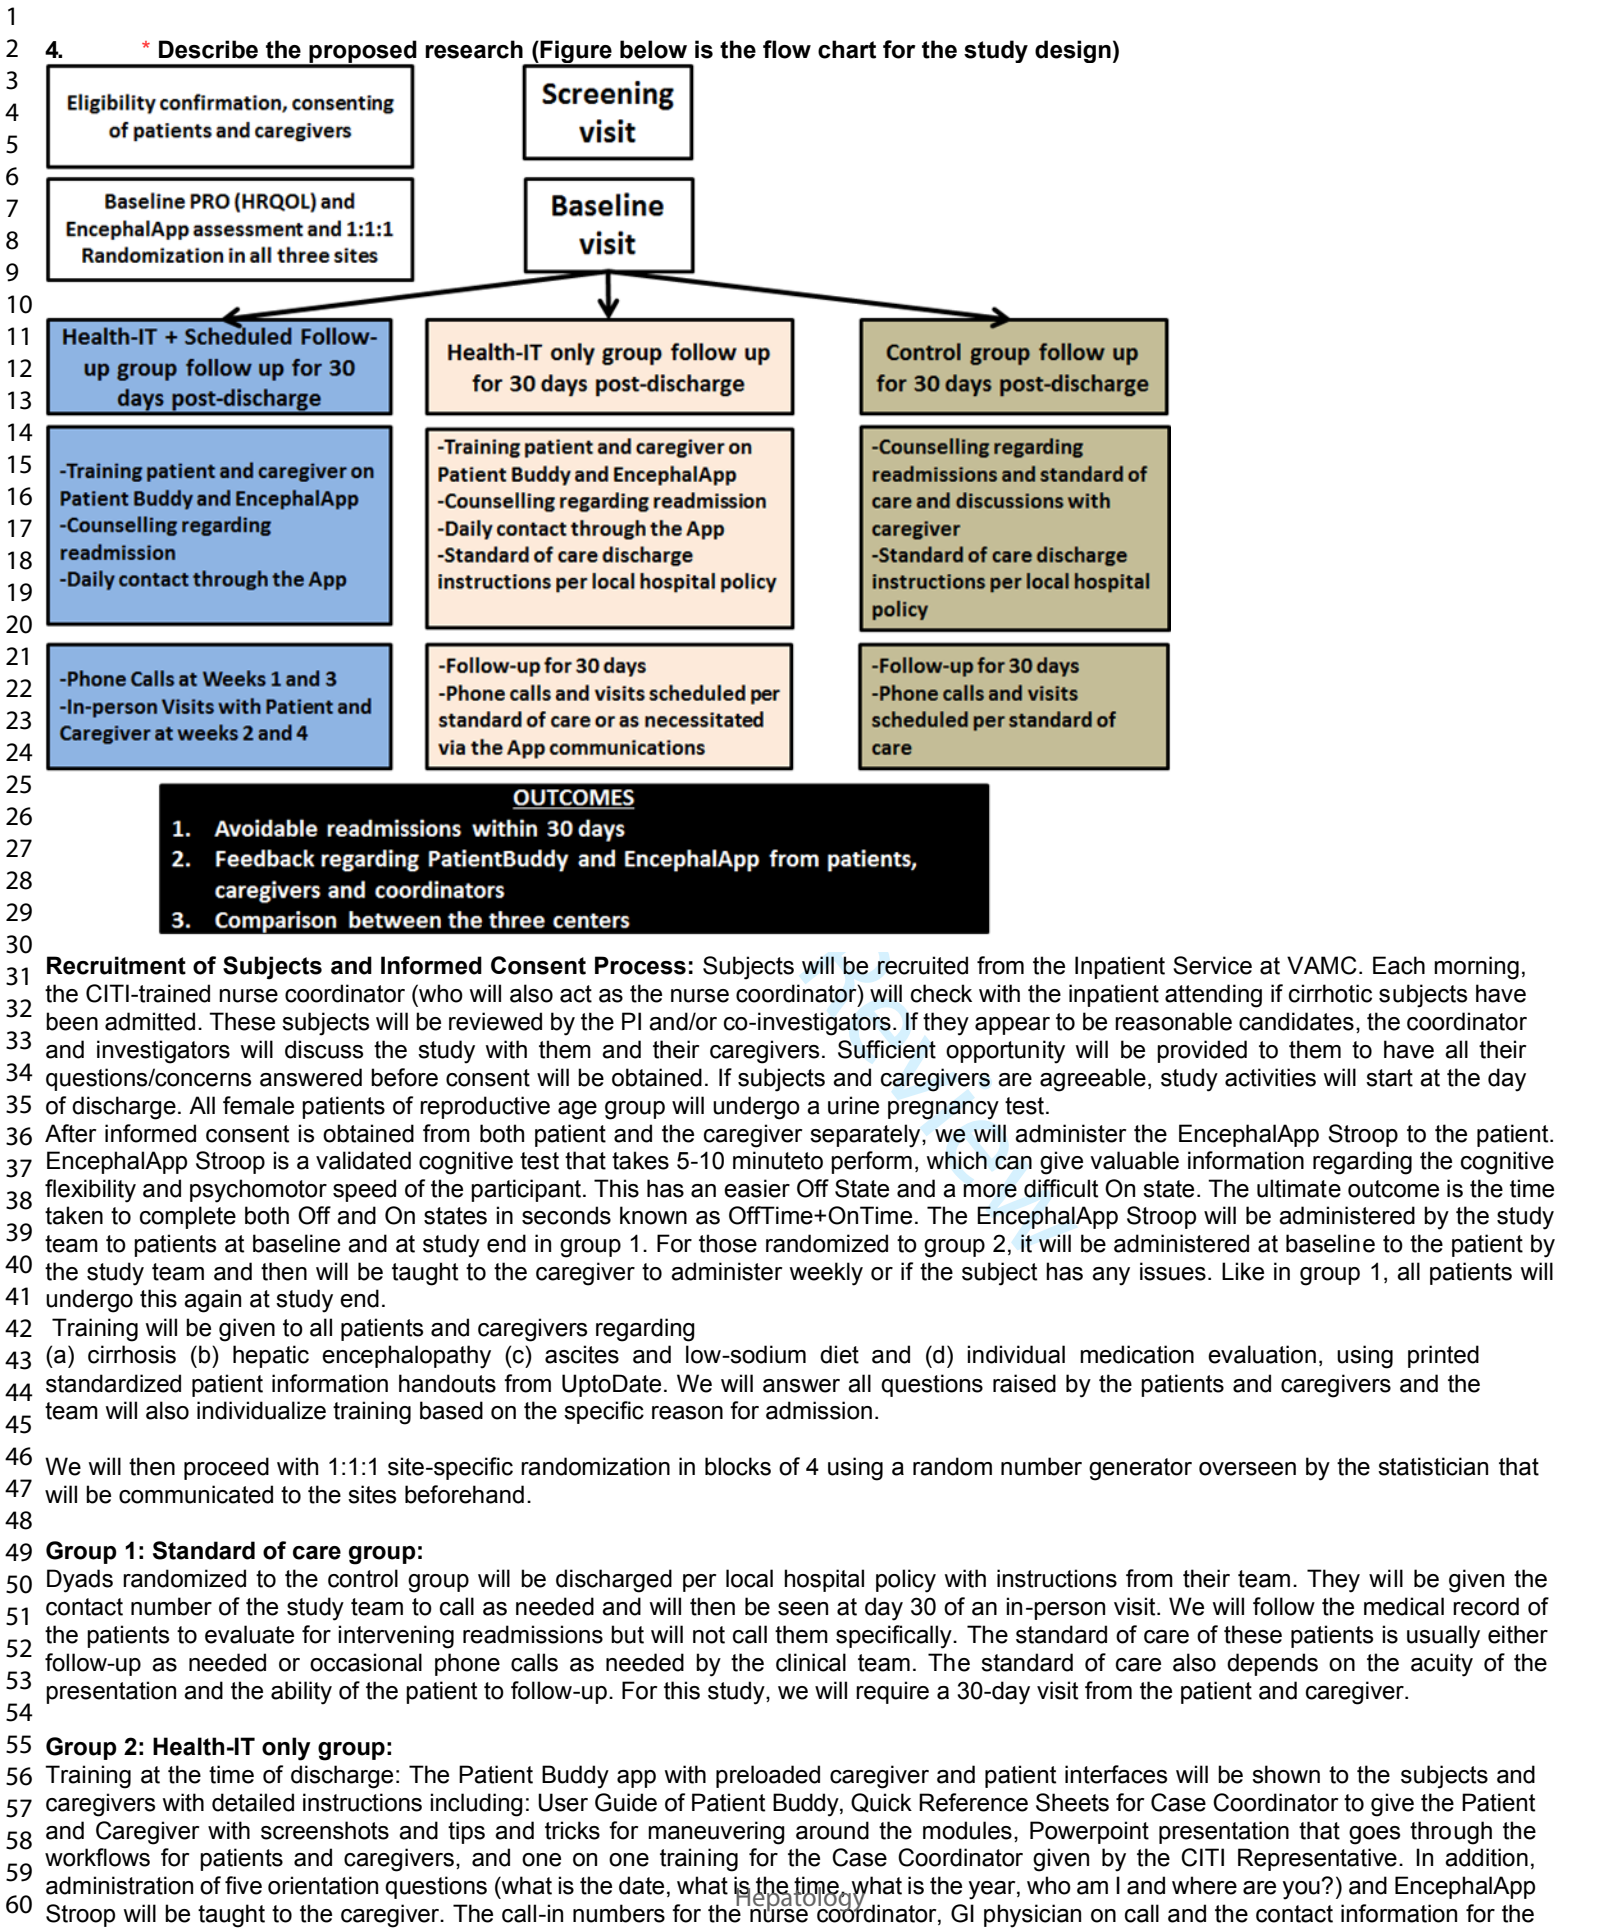 1
2
3
4
5
6
7
8
9
10
11
12
13
14
15
16
17
18
19
20
21
22
23
24
25
26
27
28
29
30
31
32
33
34
35
36
37
38
39
40
41
42
43
44
45
46
47
48
49
50
51
52
53
54
55
56
57
58
59
60
4. * Describe the proposed research (Figure below is the flow chart for the study design)
Eligibility confirmation, consenting
of patients and caregivers
Screening
visit
Baseline PRO (HRQOL) and
EncephalApp assessment and 1:1:1
Randomization in all three sites
Baseline
visit
Health-IT + Scheduled Follow-
up group follow up for 30
days post-discharge
Health-IT only group follow up
for 30 days post-discharge
Control group follow up
for 30 days post-discharge
-Training patient and caregiver on
Patient Buddy and EncephalApp
-Counselling regarding
readmission
-Daily contact through the App
-Training patient and caregiver on
Patient Buddy and EncephalApp
-Counselling regarding readmission
-Daily contact through the App
-Standard of care discharge
instructions per local hospital policy
-Counselling regarding
readmissions and standard of
care and discussions with
caregiver
-Standard of care discharge
instructions per local hospital
policy
-Phone Calls at Weeks 1 and 3
-In-person Visits with Patient and
Caregiver at weeks 2 and 4
-Follow-up for 30 days
-Phone calls and visits scheduled per
standard of care or as necessitated
via the App communications
-Follow-up for 30 days
-Phone calls and visits
scheduled per standard of
care
OUTCOMES
1. Avoidable readmissions within 30 days
2. Feedback regarding PatientBuddy and EncephalApp from patients,
caregivers and coordinators
3. Comparison between the three centers
Recruitment of Subjects and Informed Consent Process: Subjects will be recruited from the Inpatient Service at VAMC. Each morning,
the CITI-trained nurse coordinator (who will also act as the nurse coordinator) will check with the inpatient attending if cirrhotic subjects have
been admitted. These subjects will be reviewed by the PI and/or co-investigators. If they appear to be reasonable candidates, the coordinator
and investigators will discuss the study with them and their caregivers. Sufficient opportunity will be provided to them to have all their
questions/concerns answered before consent will be obtained. If subjects and caregivers are agreeable, study activities will start at the day
of discharge. All female patients of reproductive age group will undergo a urine pregnancy test.
After informed consent is obtained from both patient and the caregiver separately, we will administer the EncephalApp Stroop to the patient.
EncephalApp Stroop is a validated cognitive test that takes 5-10 minuteto perform, which can give valuable information regarding the cognitive
flexibility and psychomotor speed of the participant. This has an easier Off State and a more difficult On state. The ultimate outcome is the time
taken to complete both Off and On states in seconds known as OffTime+OnTime. The EncephalApp Stroop will be administered by the study
team to patients at baseline and at study end in group 1. For those randomized to group 2, it will be administered at baseline to the patient by
the study team and then will be taught to the caregiver to administer weekly or if the subject has any issues. Like in group 1, all patients will
undergo this again at study end.
Training will be given to all patients and caregivers regarding
(a) cirrhosis (b) hepatic encephalopathy (c) ascites and low-sodium diet and (d) individual medication evaluation, using printed
standardized patient information handouts from UptoDate. We will answer all questions raised by the patients and caregivers and the
team will also individualize training based on the specific reason for admission.
We will then proceed with 1:1:1 site-specific randomization in blocks of 4 using a random number generator overseen by the statistician that
will be communicated to the sites beforehand.
Group 1: Standard of care group:
Dyads randomized to the control group will be discharged per local hospital policy with instructions from their team. They will be given the
contact number of the study team to call as needed and will then be seen at day 30 of an in-person visit. We will follow the medical record of
the patients to evaluate for intervening readmissions but will not call them specifically. The standard of care of these patients is usually either
follow-up as needed or occasional phone calls as needed by the clinical team. The standard of care also depends on the acuity of the
presentation and the ability of the patient to follow-up. For this study, we will require a 30-day visit from the patient and caregiver.
Group 2: Health-IT only group:
Training at the time of discharge: The Patient Buddy app with preloaded caregiver and patient interfaces will be shown to the subjects and
caregivers with detailed instructions including: User Guide of Patient Buddy, Quick Reference Sheets for Case Coordinator to give the Patient
and Caregiver with screenshots and tips and tricks for maneuvering around the modules, Powerpoint presentation that goes through the
workflows for patients and caregivers, and one on one training for the Case Coordinator given by the CITI Representative. In addition,
administration of five orientation questions (what is the date, what is the time, what is the year, who am I and where are you?) and EncephalApp
Stroop will be taught to the caregiver. The call-in numbers for the nurse coordinator, GI physician on call and the contact information for the
Hepatology
Review